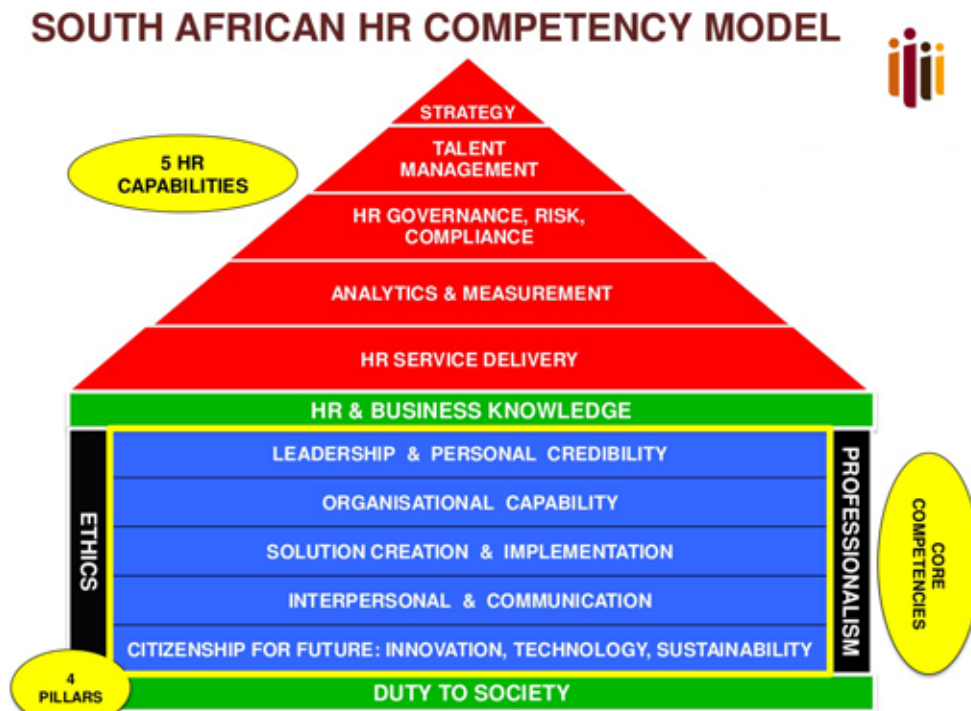 SOUTH AFRICAN HR COMPETENCY MODEL
STRATEGY
5 HR
CAPABILITIES
TALENT
MANAGEMENT
HR GOVERNANCE, RISK,
COMPLIANCE
ANALYTICS & MEASUREMENT
HR SERVICE DELIVERY
HR & BUSINESS KNOWLEDGE
ETHICS
LEADERSHIP & PERSONAL CREDIBILITY
ORGANISATIONAL CAPABILITY
SOLUTION CREATION & IMPLEMENTATION
INTERPERSONAL & COMMUNICATION
CITIZENSHIP FOR FUTURE: INNOVATION, TECHNOLOGY, SUSTAINABILITY
PROFESSIONALISM
CORE
COMPETENCIES
4
PILLARS
DUTY TO SOCIETY